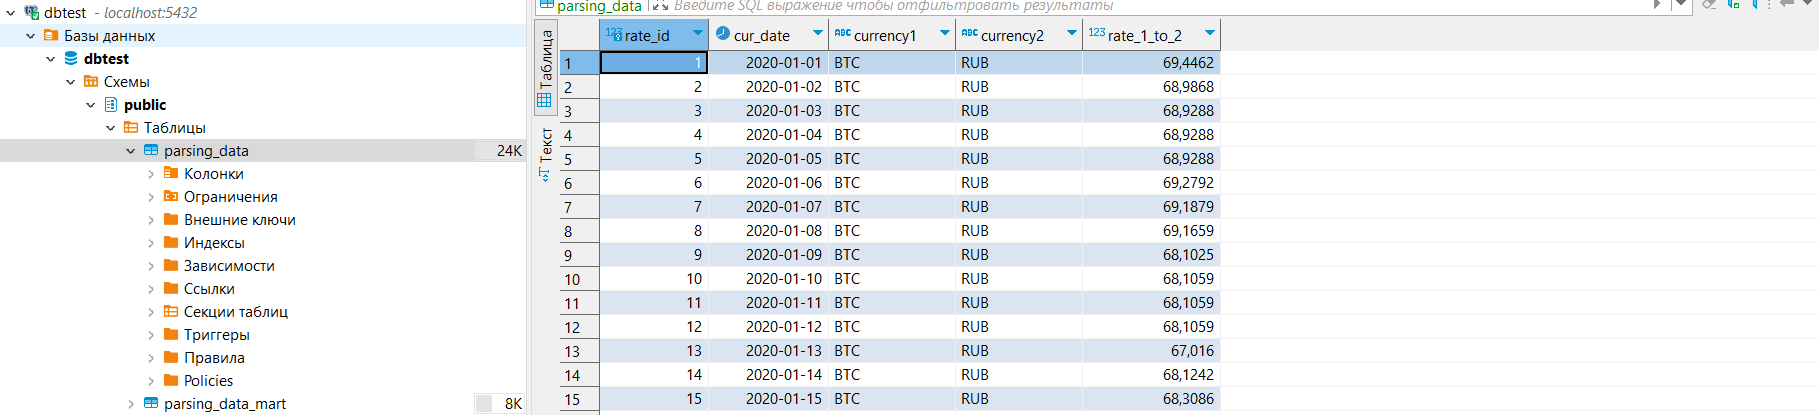 dbtest - localhost:5432
Базы данных
dbtest
Схемы
public
Таблицы
parsing_data 24K
Колонки
Ограничения
Внешние ключи
Индексы
Зависимости
Ссылки
Секции таблиц
Триггеры
Правила
Policies
parsing_data_mart 8K
parsing_data Введите SQL выражение чтобы отфильтровать результаты
Таблица
Текст
123 rate_id cur_date ABC currency1 ABC currency2 123 rate_1_to_2
1 1 2020-01-01 BTC RUB 69,4462
2 2 2020-01-02 BTC RUB 68,9868
3 3 2020-01-03 BTC RUB 68,9288
4 4 2020-01-04 BTC RUB 68,9288
5 5 2020-01-05 BTC RUB 68,9288
6 6 2020-01-06 BTC RUB 69,2792
7 7 2020-01-07 BTC RUB 69,1879
8 8 2020-01-08 BTC RUB 69,1659
9 9 2020-01-09 BTC RUB 68,1025
10 10 2020-01-10 BTC RUB 68,1059
11 11 2020-01-11 BTC RUB 68,1059
12 12 2020-01-12 BTC RUB 68,1059
13 13 2020-01-13 BTC RUB 67,016
14 14 2020-01-14 BTC RUB 68,1242
15 15 2020-01-15 BTC RUB 68,3086